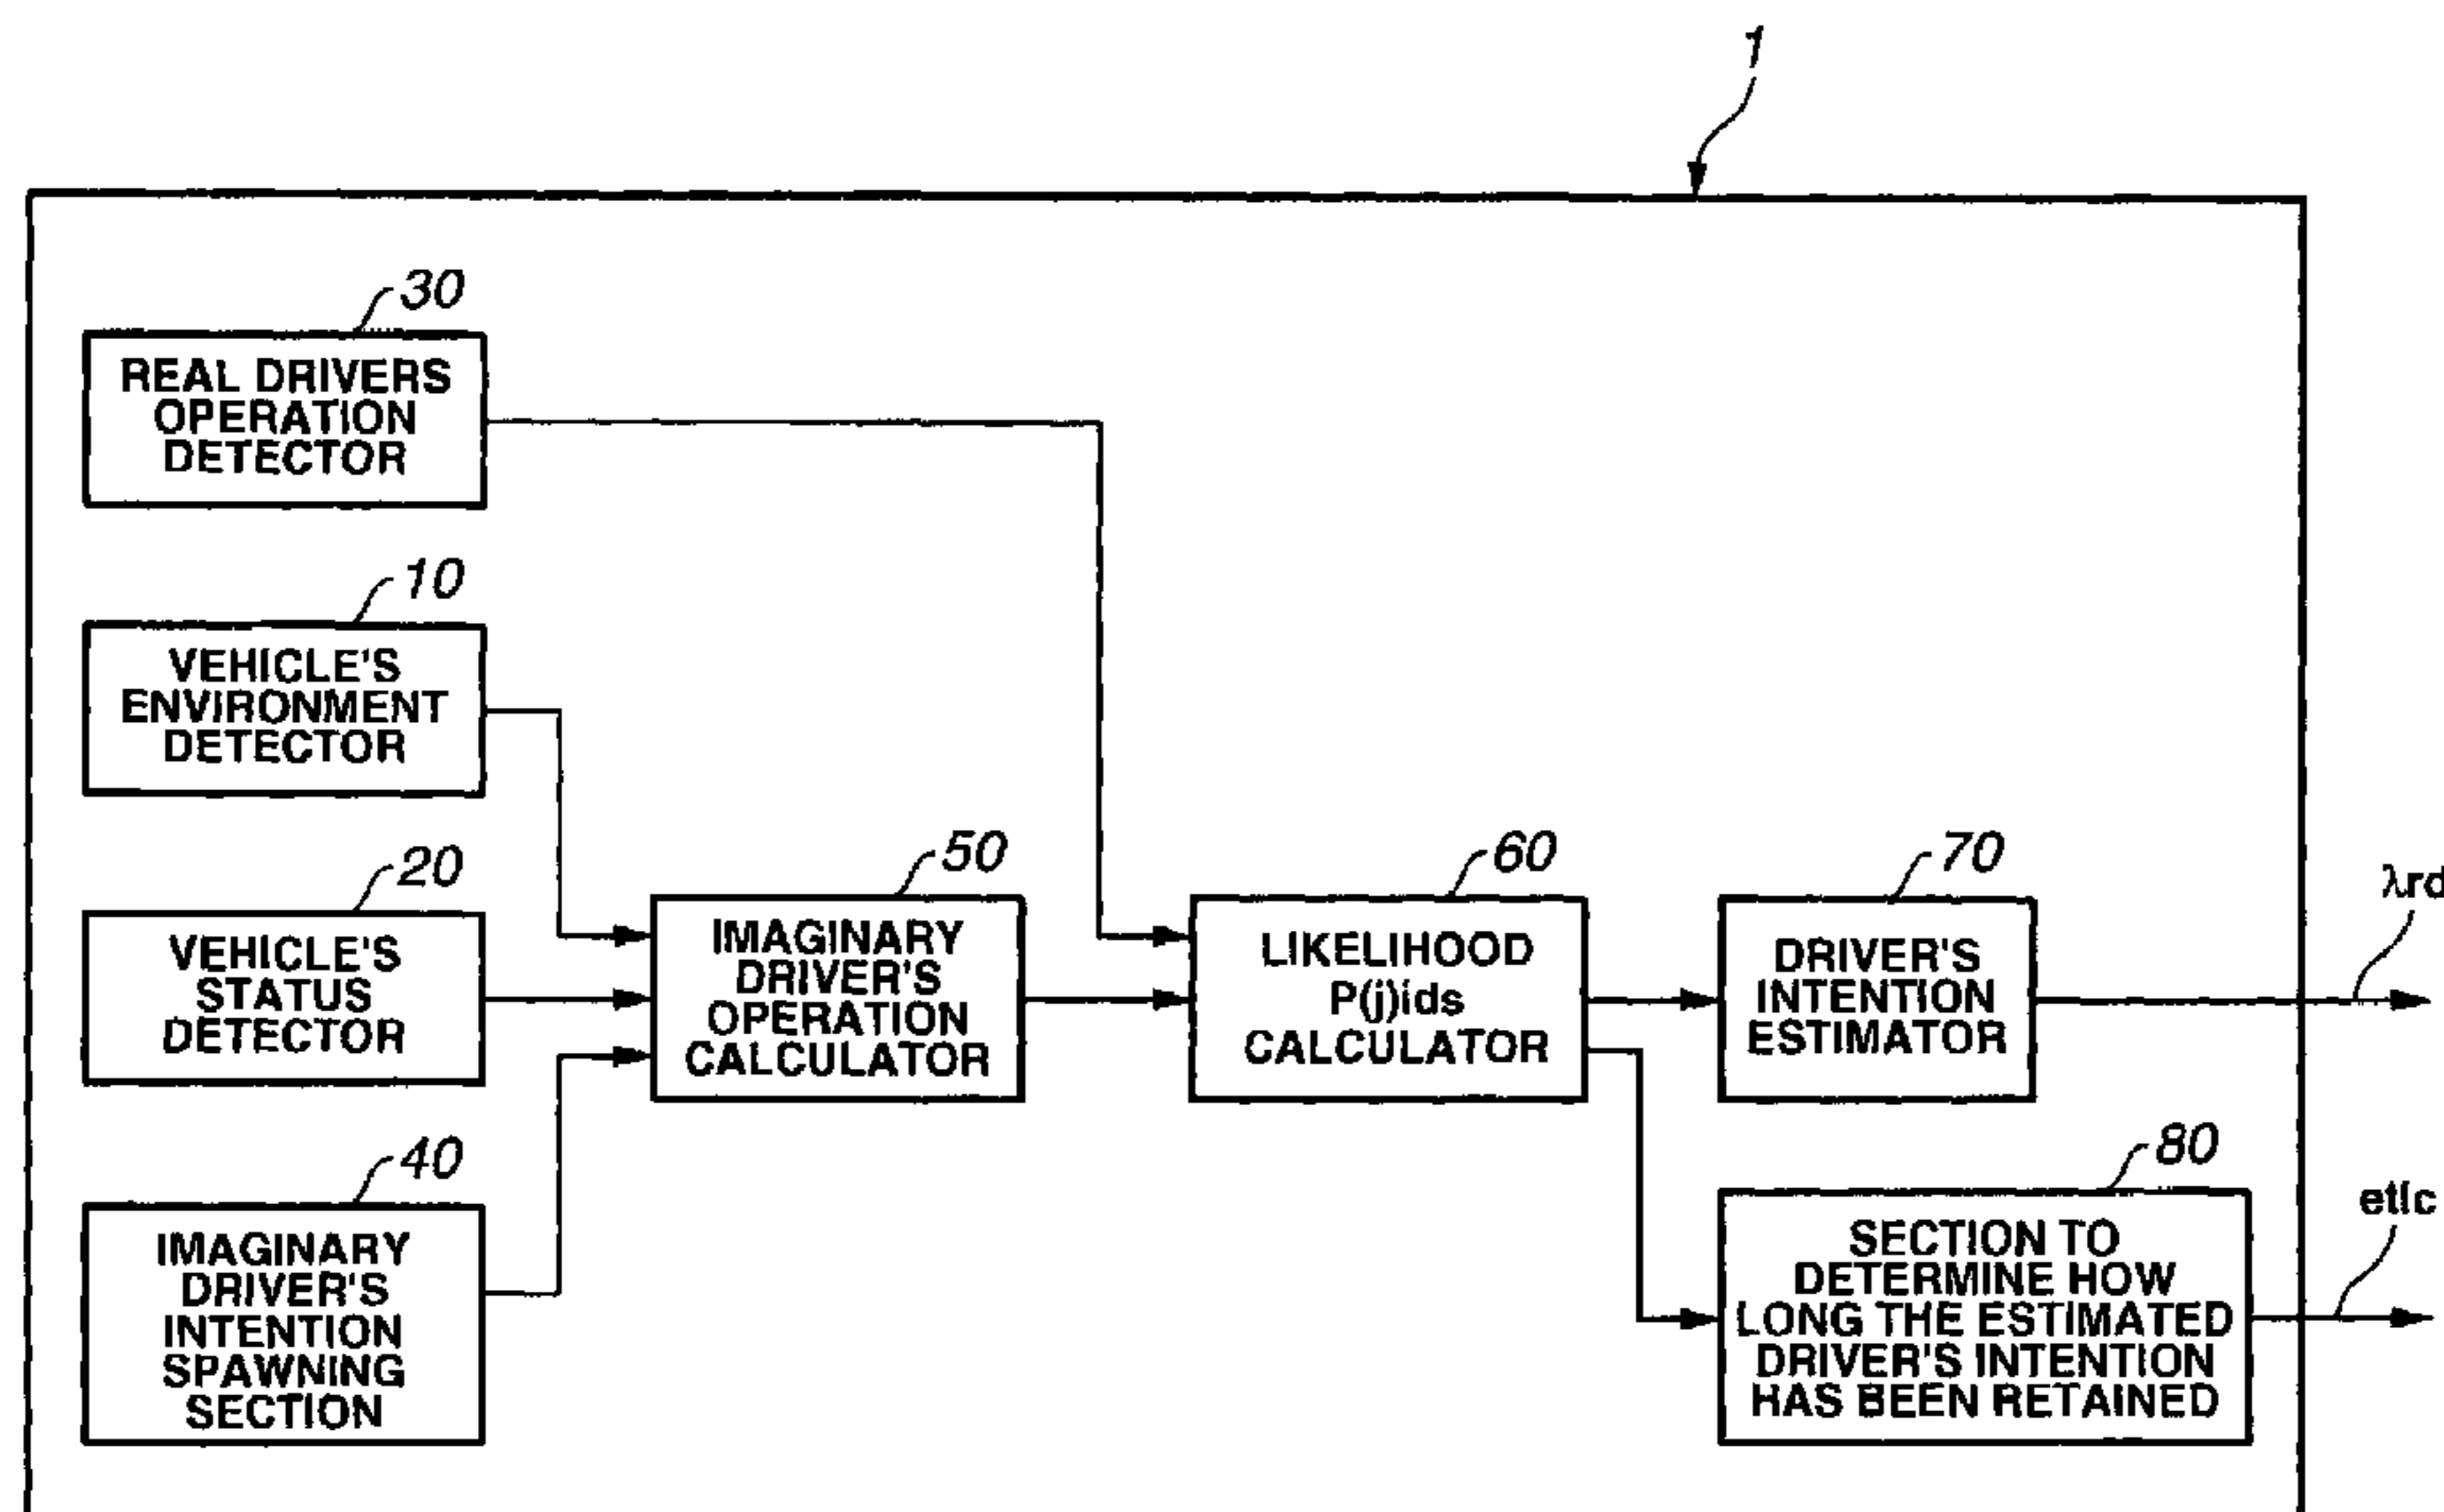 1
30
REAL DRIVERS
OPERATION
DETECTOR
10
VEHICLE'S
ENVIRONMENT
DETECTOR
20
VEHICLE'S
STATUS
DETECTOR
40
IMAGINARY
DRIVER'S
INTENTION
SPAWNING
SECTION
50
IMAGINARY
DRIVER'S
OPERATION
CALCULATOR
60
LIKELIHOOD
P(j)ids
CALCULATOR
70
DRIVER'S
INTENTION
ESTIMATOR
λrd
80
SECTION TO
DETERMINE HOW
LONG THE ESTIMATED
DRIVER'S INTENTION
HAS BEEN RETAINED